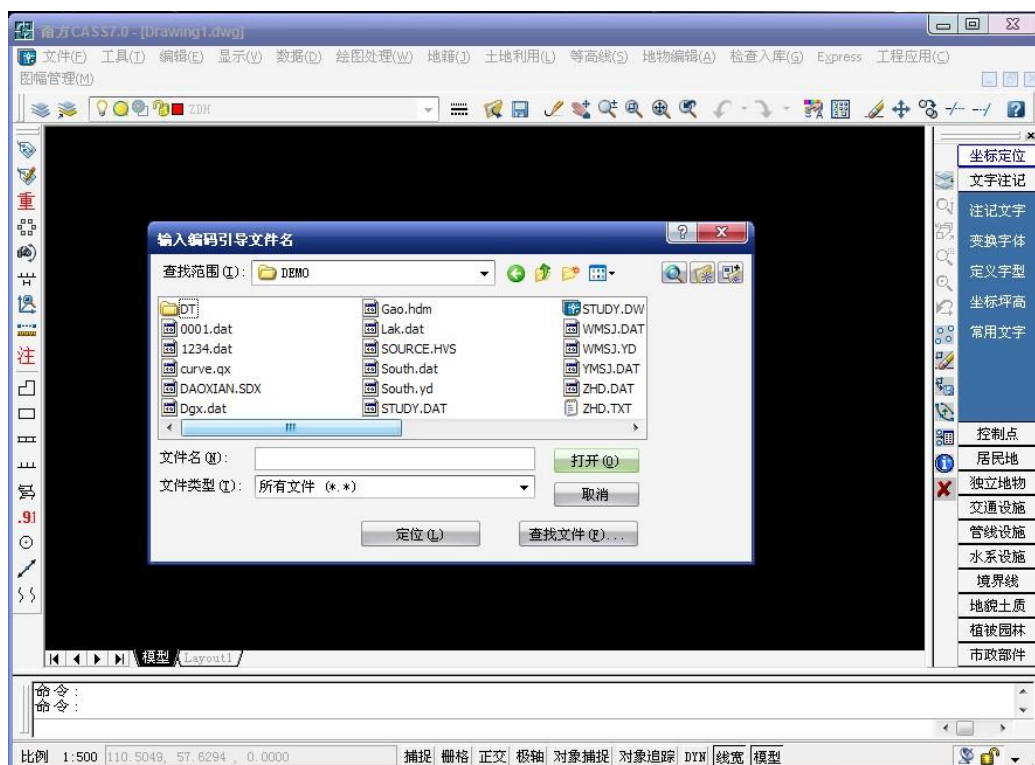 南方CASS7.0 - [Drawing1.dwg]
文件(F) 工具(T) 编辑(E) 显示(V) 数据(D) 绘图处理(W) 地籍(J) 土地利用(L) 等高线(S) 地物编辑(A) 检查入库(G) Express 工程应用(C)
图幅管理(M)
ZDH
重
注
.91
输入编码引导文件名
查找范围(I): DEMO
DT Gao.hdm STUDY.DW
0001.dat Lak.dat WMSJ.DAT
1234.dat SOURCE.HVS WMSJ.YD
curve.qx South.dat YMSJ.DAT
DAOXIAN.SDX South.yd ZHD.DAT
Dgx.dat STUDY.DAT ZHD.TXT
文件名(N): 打开(O)
文件类型(T): 所有文件 (*.*) 取消
定位(L) 查找文件(F)...
坐标定位
文字注记
注记文字
变换字体
定义字型
坐标坪高
常用文字
控制点
居民地
独立地物
交通设施
管线设施
水系设施
境界线
地貌土质
植被园林
市政部件
模型 Layout1
命令:
命令:
比例 1:500 110.5049, 57.6294 , 0.0000 捕捉 栅格 正交 极轴 对象捕捉 对象追踪 DYN 线宽 模型